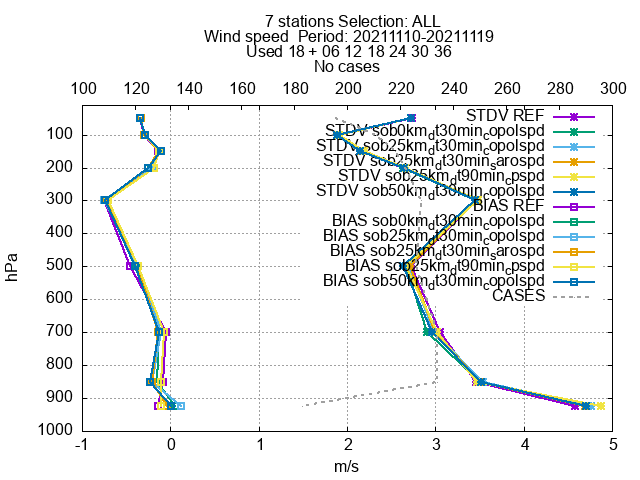 7 stations Selection: ALL
Wind speed  Period: 20211110-20211119
Used 18 + 06 12 18 24 30 36
No cases
100 120 140 160 180 200 220 240 260 280 300
STDV REF
STDV sob0km_dt30min_copolspd
STDV sob25km_dt30min_copolspd
STDV sob25km_dt30min_sarospd
STDV sob25km_dt90min_cpspd
STDV sob50km_dt30min_copolspd
BIAS REF
BIAS sob0km_dt30min_copolspd
BIAS sob25km_dt30min_copolspd
BIAS sob25km_dt30min_sarospd
BIAS sob25km_dt90min_cpspd
BIAS sob50km_dt30min_copolspd
CASES
100
200
300
400
500
600
700
800
900
1000
hPa
-1 0 1 2 3 4 5
m/s